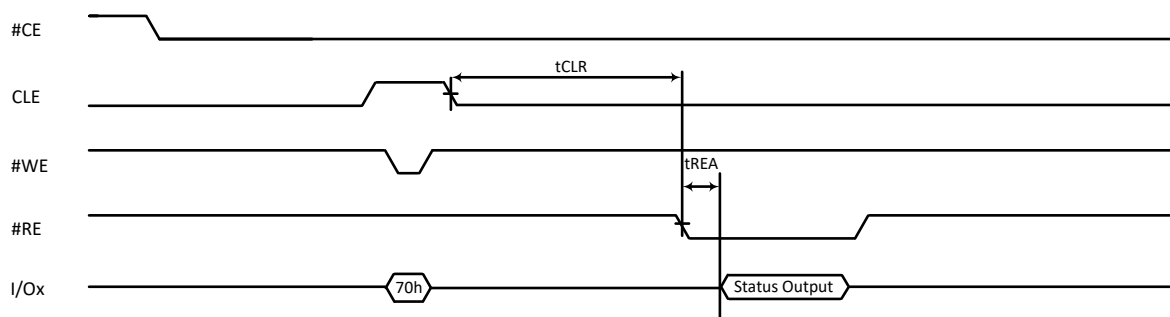 #CE
tCLR
CLE
#WE
tREA
#RE
I/Ox
70h
Status Output